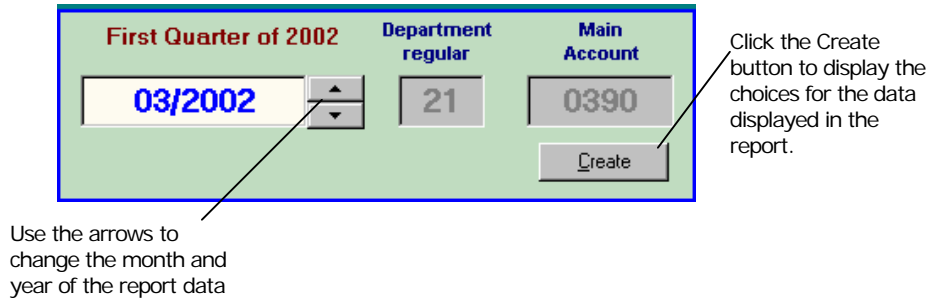 First Quarter of 2002
Department
regular
Main
Account
03/2002
21
0390
Create
Click the Create
button to display the
choices for the data
displayed in the
report.
Use the arrows to
change the month and
year of the report data